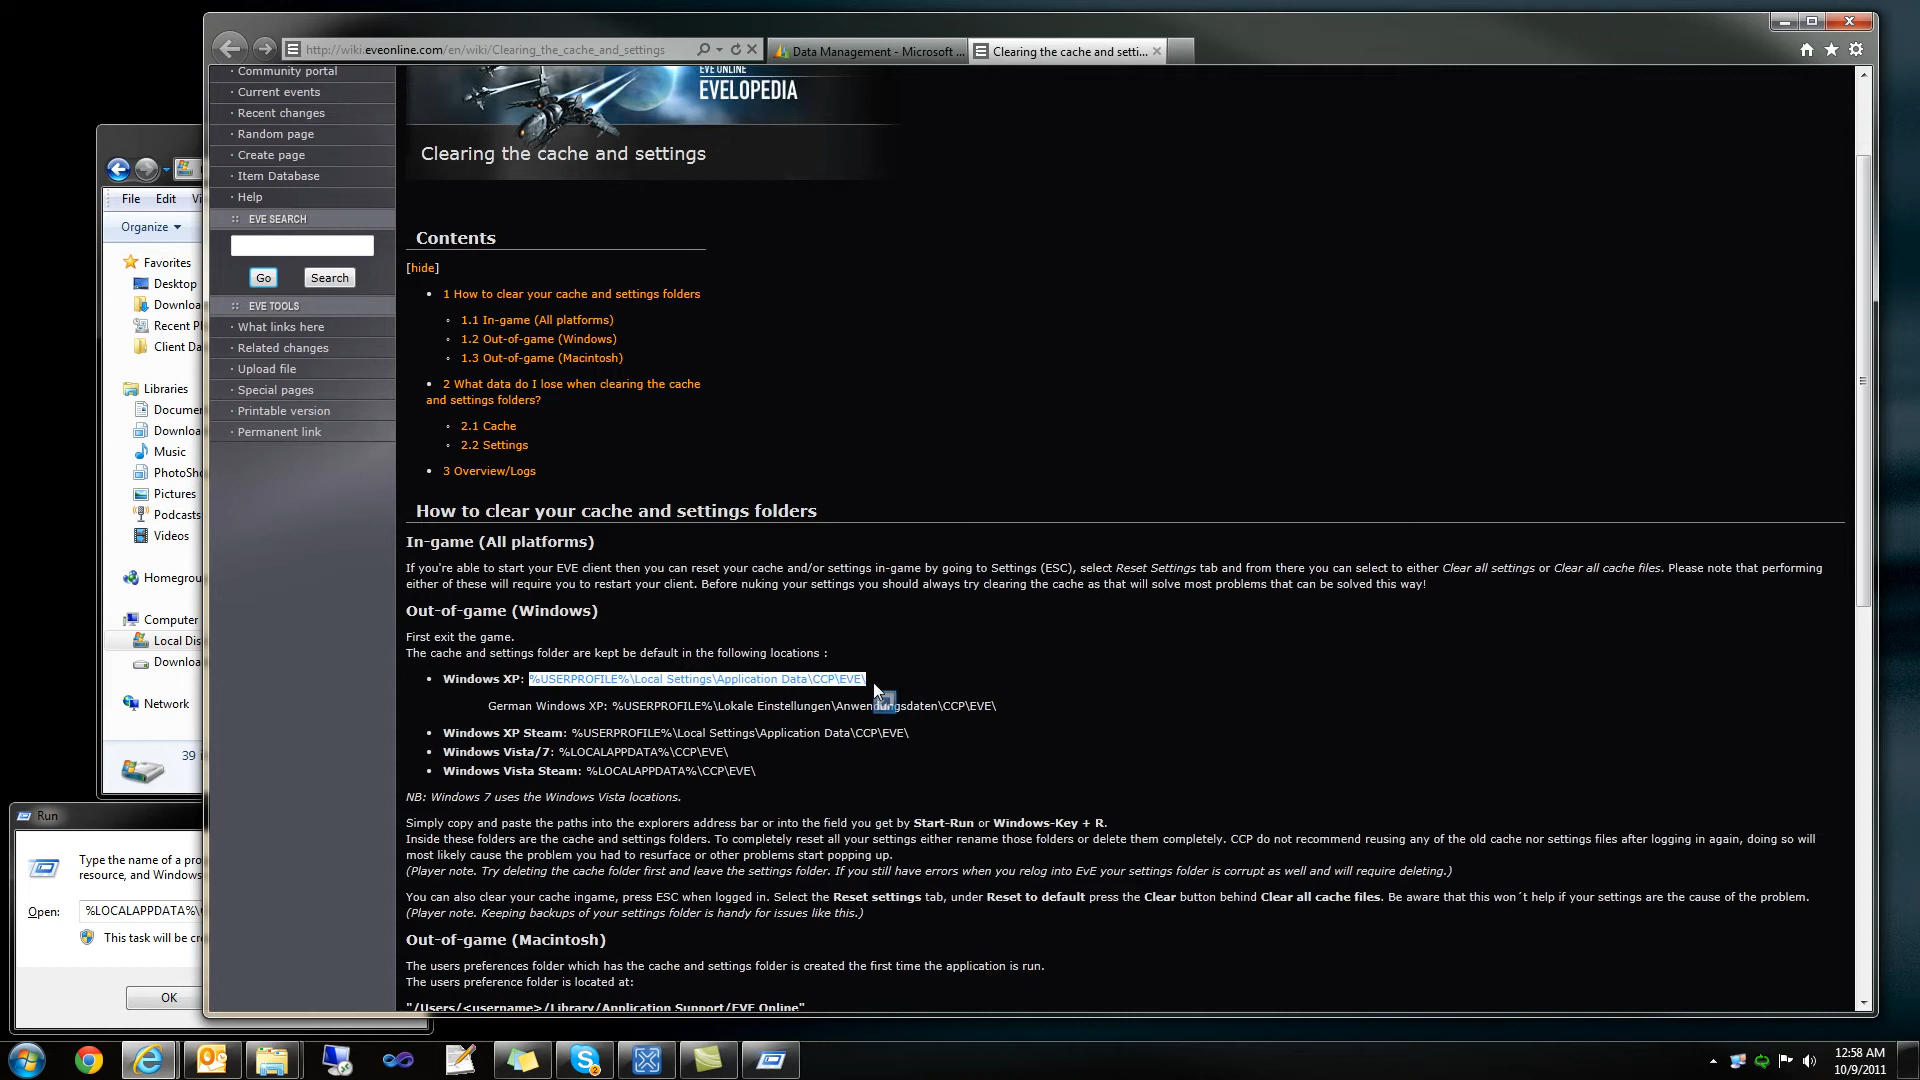 http://wiki.eveonline.com/en/wiki/Clearing_the_cache_and_settings
Data Management - Microsoft ...
Clearing the cache and setti...
· Community portal
· Current events
· Recent changes
· Random page
· Create page
· Item Database
· Help
:: EVE SEARCH
Go
Search
:: EVE TOOLS
· What links here
· Related changes
· Upload file
· Special pages
· Printable version
· Permanent link
EVE ONLINE
EVELOPEDIA
Clearing the cache and settings
Contents
[hide]
• 1 How to clear your cache and settings folders
◦ 1.1 In-game (All platforms)
◦ 1.2 Out-of-game (Windows)
◦ 1.3 Out-of-game (Macintosh)
• 2 What data do I lose when clearing the cache
and settings folders?
◦ 2.1 Cache
◦ 2.2 Settings
• 3 Overview/Logs
How to clear your cache and settings folders
In-game (All platforms)
If you're able to start your EVE client then you can reset your cache and/or settings in-game by going to Settings (ESC), select Reset Settings tab and from there you can select to either Clear all settings or Clear all cache files. Please note that performing
either of these will require you to restart your client. Before nuking your settings you should always try clearing the cache as that will solve most problems that can be solved this way!
Out-of-game (Windows)
First exit the game.
The cache and settings folder are kept be default in the following locations :
• Windows XP: %USERPROFILE%\Local Settings\Application Data\CCP\EVE\
German Windows XP: %USERPROFILE%\Lokale Einstellungen\Anwendungsdaten\CCP\EVE\
• Windows XP Steam: %USERPROFILE%\Local Settings\Application Data\CCP\EVE\
• Windows Vista/7: %LOCALAPPDATA%\CCP\EVE\
• Windows Vista Steam: %LOCALAPPDATA%\CCP\EVE\
NB: Windows 7 uses the Windows Vista locations.
Simply copy and paste the paths into the explorers address bar or into the field you get by Start-Run or Windows-Key + R.
Inside these folders are the cache and settings folders. To completely reset all your settings either rename those folders or delete them completely. CCP do not recommend reusing any of the old cache nor settings files after logging in again, doing so will
most likely cause the problem you had to resurface or other problems start popping up.
(Player note. Try deleting the cache folder first and leave the settings folder. If you still have errors when you relog into EvE your settings folder is corrupt as well and will require deleting.)
You can also clear your cache ingame, press ESC when logged in. Select the Reset settings tab, under Reset to default press the Clear button behind Clear all cache files. Be aware that this won´t help if your settings are the cause of the problem.
(Player note. Keeping backups of your settings folder is handy for issues like this.)
Out-of-game (Macintosh)
The users preferences folder which has the cache and settings folder is created the first time the application is run.
The users preference folder is located at:
"/Users/<username>/Library/Application Support/EVE Online"
File Edit Vi
Organize
Favorites
Desktop
Downloa
Recent Pl
Client Da
Libraries
Docume
Downloa
Music
PhotoSho
Pictures
Podcasts
Videos
Homegrou
Computer
Local Dis
Downloa
Network
39 i
Run
Type the name of a pro
resource, and Windows
Open: %LOCALAPPDATA%\C
This task will be cre
OK
2
12:58 AM
10/9/2011